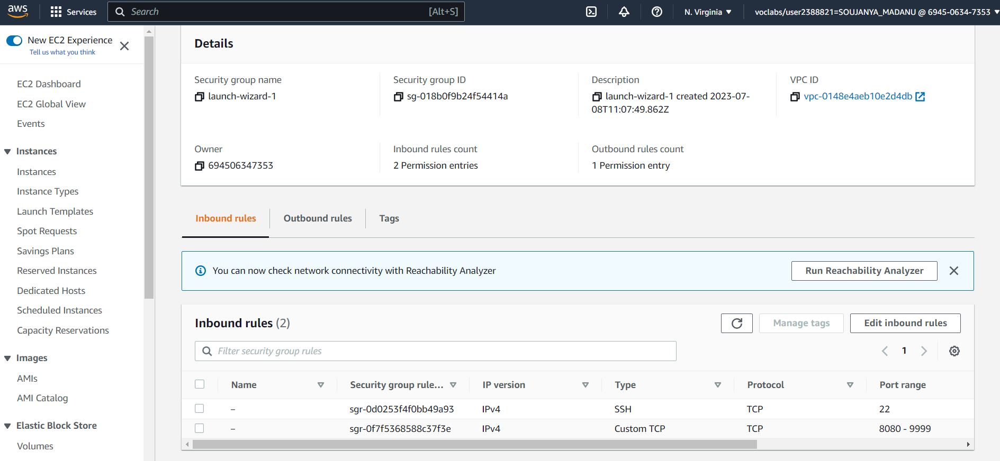 aws
Services
Search
[Alt+S]
N. Virginia
voclabs/user2388821=SOUJANYA_MADANU @ 6945-0634-7353
New EC2 Experience
Tell us what you think
EC2 Dashboard
EC2 Global View
Events
Instances
Instances
Instance Types
Launch Templates
Spot Requests
Savings Plans
Reserved Instances
Dedicated Hosts
Scheduled Instances
Capacity Reservations
Images
AMIs
AMI Catalog
Elastic Block Store
Volumes
Details
Security group name
launch-wizard-1
Security group ID
sg-018b0f9b24f54414a
Description
launch-wizard-1 created 2023-07-
08T11:07:49.862Z
VPC ID
vpc-0148e4aeb10e2d4db
Owner
694506347353
Inbound rules count
2 Permission entries
Outbound rules count
1 Permission entry
Inbound rules
Outbound rules
Tags
You can now check network connectivity with Reachability Analyzer
Run Reachability Analyzer
Inbound rules (2)
Manage tags
Edit inbound rules
Filter security group rules
1
Name Security group rule... IP version Type Protocol Port range
– sgr-0d0253f4f0bb49a93 IPv4 SSH TCP 22
– sgr-0f7f5368588c37f3e IPv4 Custom TCP TCP 8080 - 9999